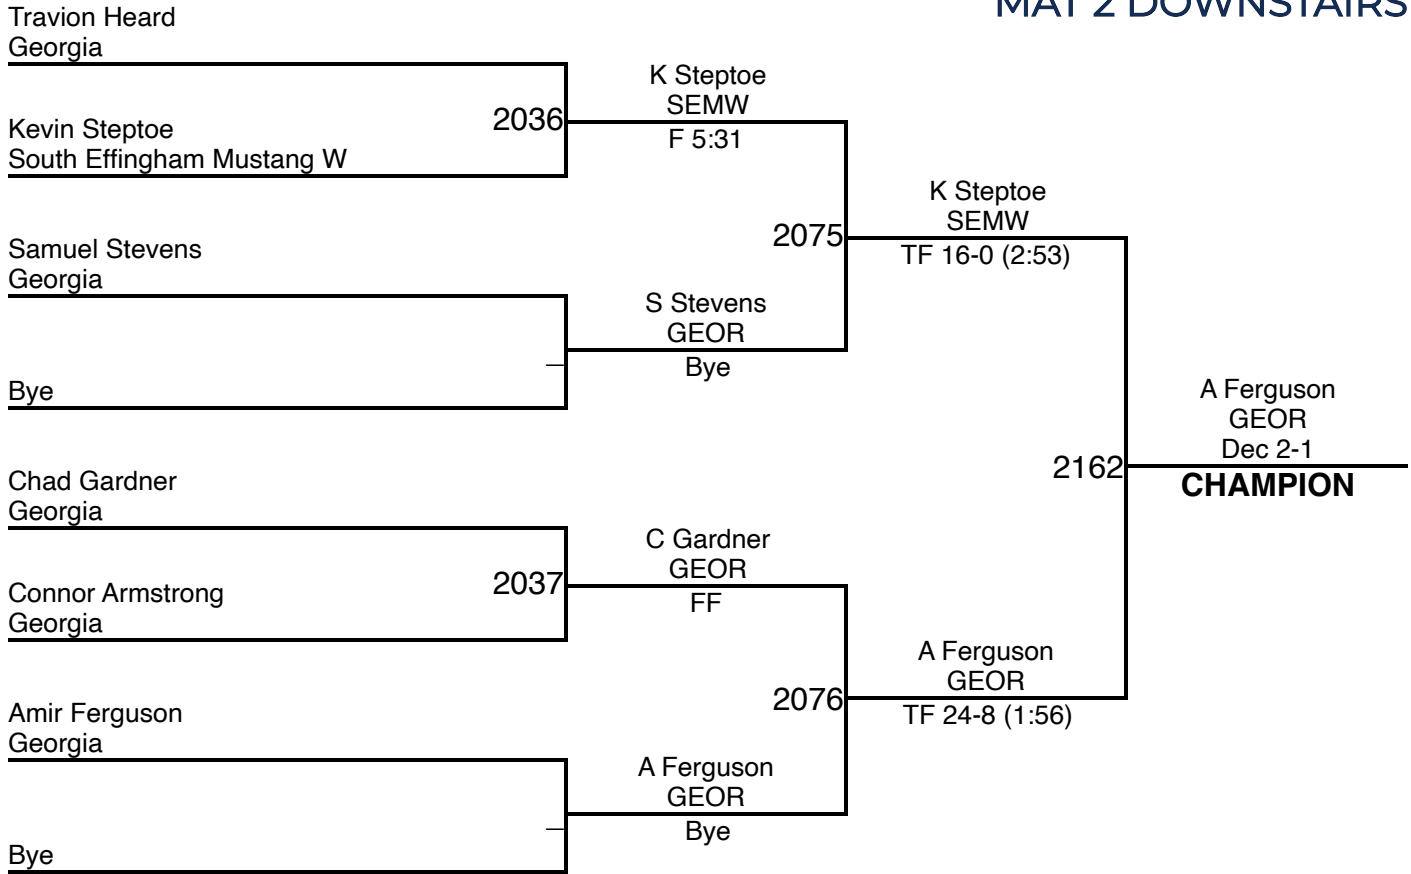 MAT 2 DOWNSTAIRS
Travion Heard
Georgia
K Steptoe
SEMW
2036
F 5:31
Kevin Steptoe
South Effingham Mustang W
K Steptoe
SEMW
2075
TF 16-0 (2:53)
Samuel Stevens
Georgia
S Stevens
GEOR
Bye
–
Bye
A Ferguson
GEOR
Dec 2-1
2162
CHAMPION
Chad Gardner
Georgia
C Gardner
GEOR
2037
FF
Connor Armstrong
Georgia
A Ferguson
GEOR
2076
TF 24-8 (1:56)
Amir Ferguson
Georgia
A Ferguson
GEOR
Bye
–
Bye